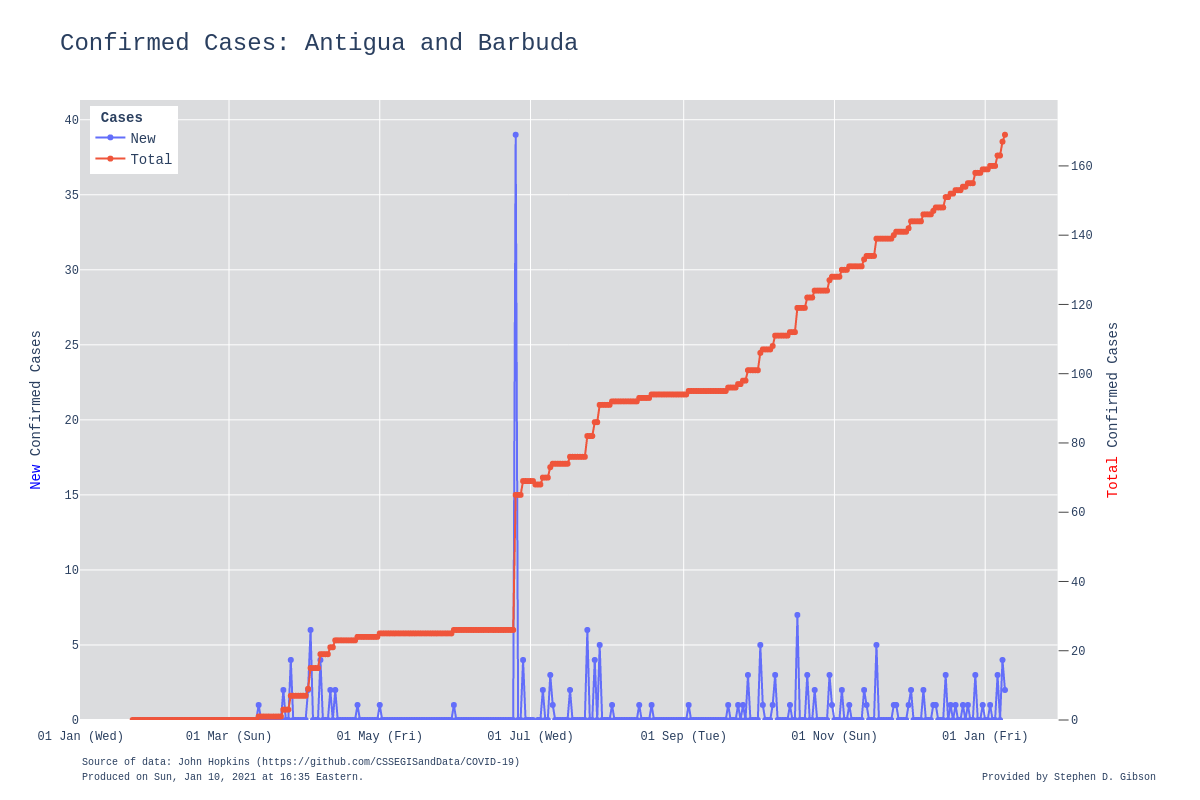 Confirmed Cases: Antigua and Barbuda
Cases
New
Total
40
35
30
25
20
15
10
5
0
New Confirmed Cases
160
140
120
100
80
60
40
20
0
Total Confirmed Cases
01 Jan (Wed) 01 Mar (Sun) 01 May (Fri) 01 Jul (Wed) 01 Sep (Tue) 01 Nov (Sun) 01 Jan (Fri)
Source of data: John Hopkins (https://github.com/CSSEGISandData/COVID-19)
Produced on Sun, Jan 10, 2021 at 16:35 Eastern.
Provided by Stephen D. Gibson